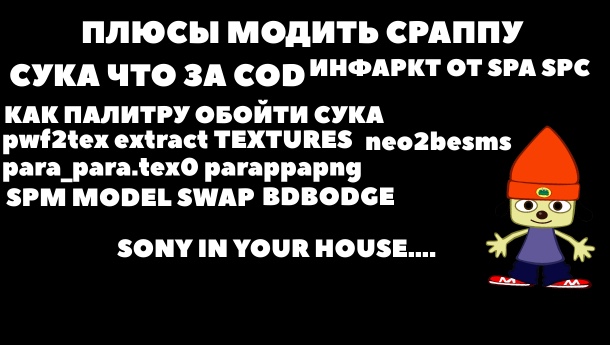 ПЛЮСЫ МОДИТЬ СРАППУ
СУКА ЧТО ЗА COD
ИНФАРКТ ОТ SPA SPC
КАК ПАЛИТРУ ОБОЙТИ СУКА
pwf2tex extract TEXTURES
neo2besms
para_para.tex0 parappapng
SPM MODEL SWAP
BDBODGE
SONY IN YOUR HOUSE....